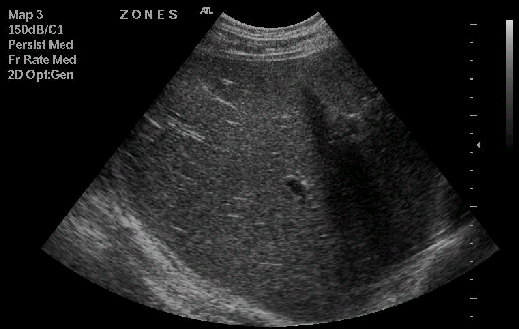 Map 3
150dB/C1
Persist Med
Fr Rate Med
2D Opt:Gen
ZONES
ATL